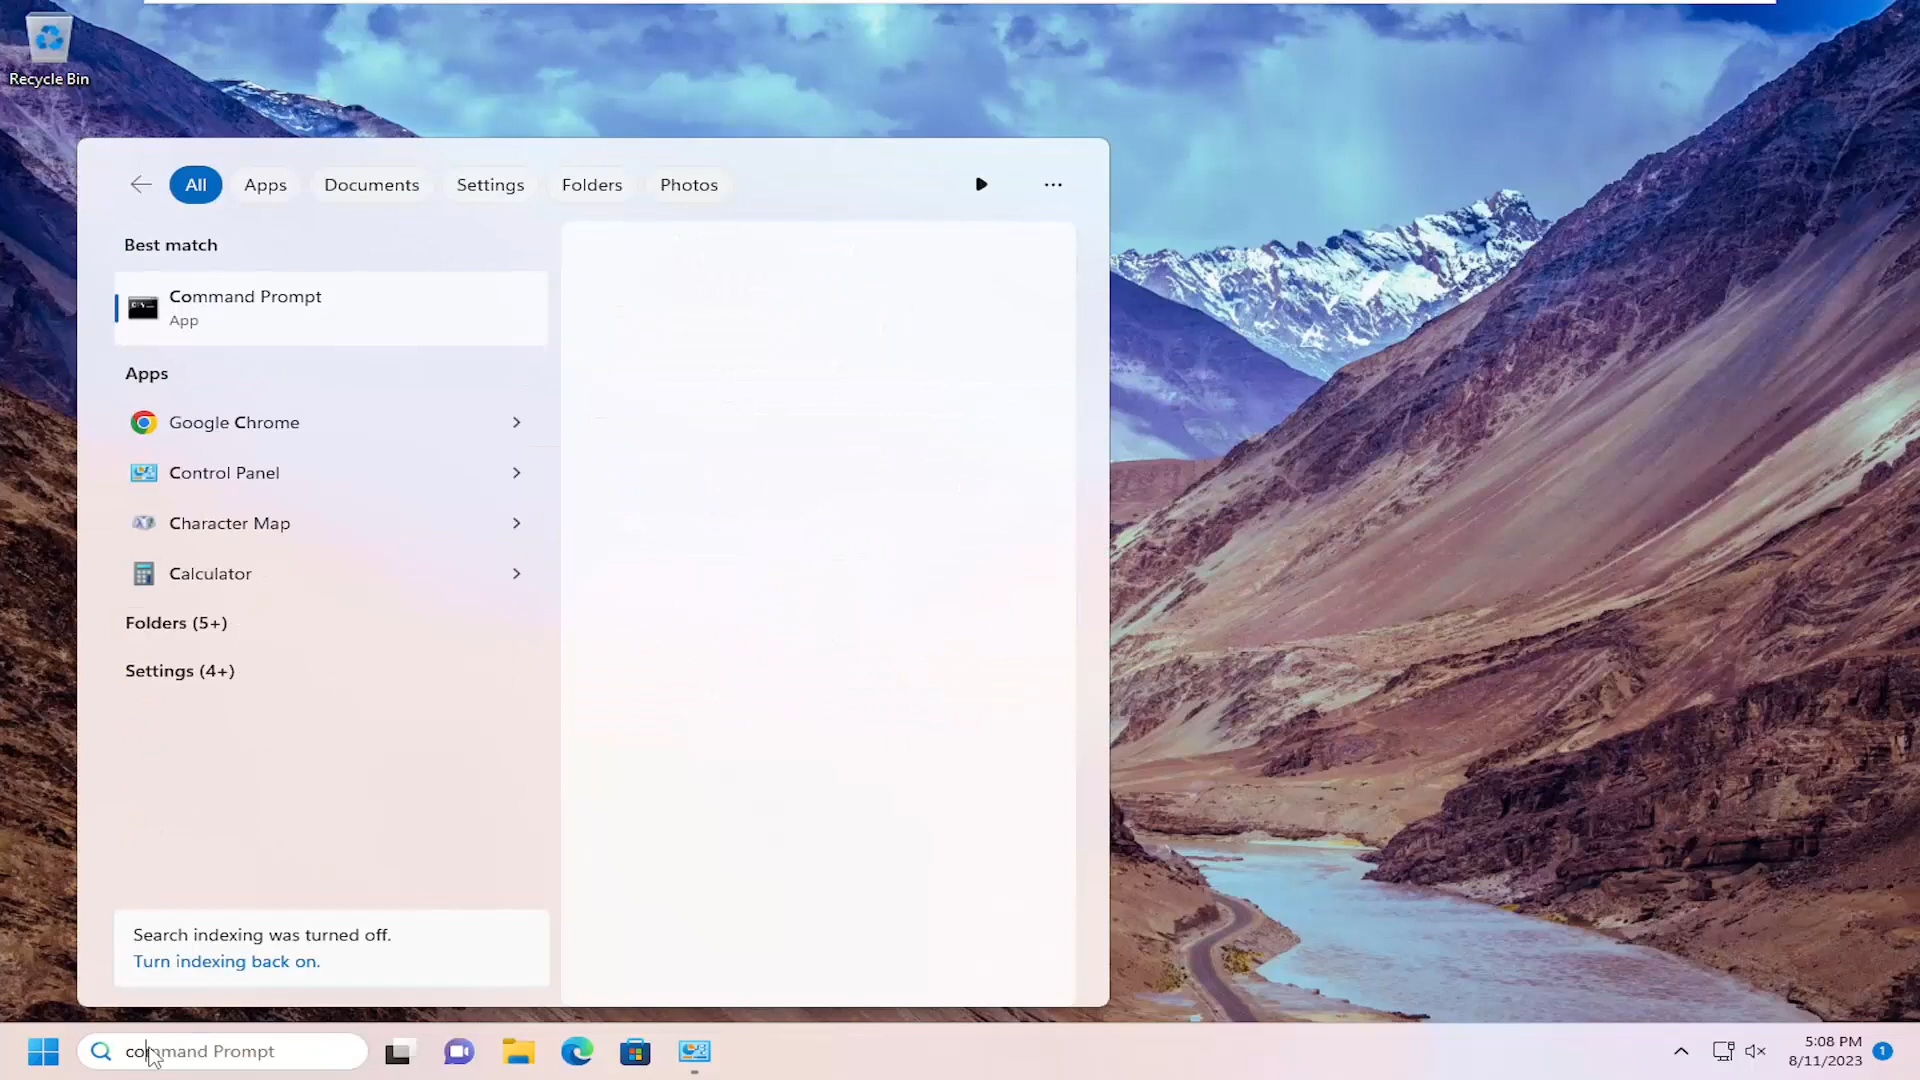 Recycle Bin
All
Apps
Documents
Settings
Folders
Photos
Best match
Command Prompt
App
Apps
Google Chrome
Control Panel
Character Map
Calculator
Folders (5+)
Settings (4+)
Search indexing was turned off.
Turn indexing back on.
command Prompt
5:08 PM
8/11/2023
1